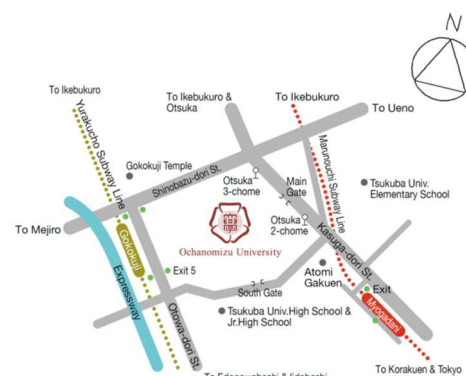 N
To Ikebukuro
To Ikebukuro &
Otsuka
To Ikebukuro
To Ueno
Yurakucho Subway Line
Marunouchi Subway Line
Gokokuji Temple
Shinobazu-dori St.
Otsuka
3-chome
Main
Gate
Tsukuba Univ.
Elementary School
Otsuka
2-chome
Kasuga-dori St.
To Mejiro
Gokokuji
Ochanomizu University
Expressway
Exit 5
Atomi
Gakuen
South Gate
Exit
Myogadani
Otowa-dori St.
Tsukuba Univ.High School &
Jr.High School
To Korakuen & Tokyo